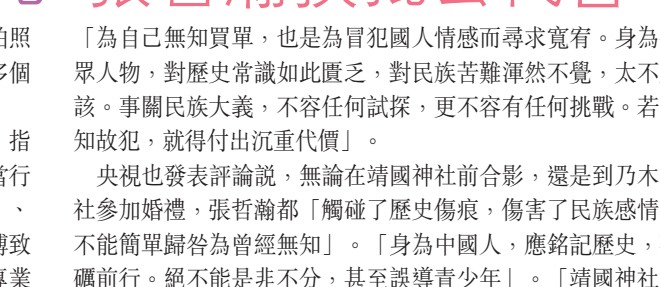 照
個
指
行
、
致
業
「為自己無知買單，也是為冒犯國人情感而尋求寬宥。身為
眾人物，對歷史常識如此匱乏，對民族苦難渾然不覺，太不
該。事關民族大義，不容任何試探，更不容有任何挑戰。若
知故犯，就得付出沉重代價」。
央視也發表評論説，無論在靖國神社前合影，還是到乃木
社參加婚禮，張哲瀚都「觸碰了歷史傷痕，傷害了民族感情
不能簡單歸咎為曾經無知」。「身為中國人，應銘記歷史，
礪前行。絕不能是非不分，甚至誤導青少年」。「靖國神社